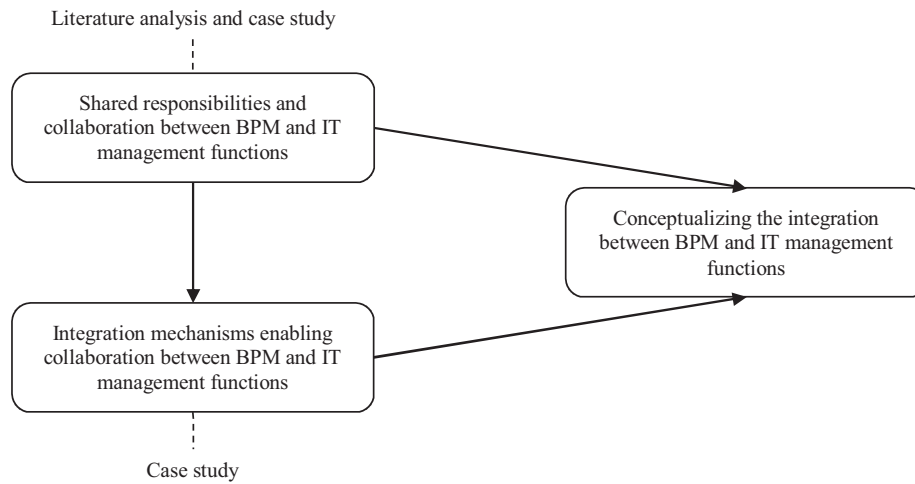 Literature analysis and case study
Shared responsibilities and
collaboration between BPM and IT
management functions
Conceptualizing the integration
between BPM and IT management
functions
Integration mechanisms enabling
collaboration between BPM and IT
management functions
Case study